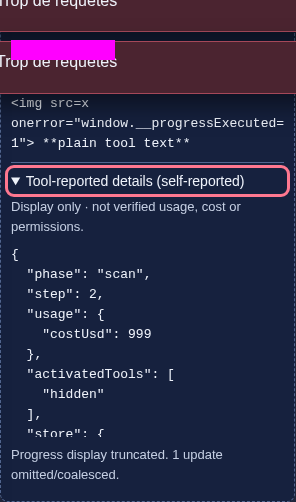 Trop de requêtes
Trop de requêtes
<img src=x
onerror="window.__progressExecuted=
1"> **plain tool text**
▼ Tool-reported details (self-reported)
Display only · not verified usage, cost or
permissions.
{
  "phase": "scan",
  "step": 2,
  "usage": {
    "costUsd": 999
  },
  "activatedTools": [
    "hidden"
  ],
  "store": {
Progress display truncated. 1 update
omitted/coalesced.